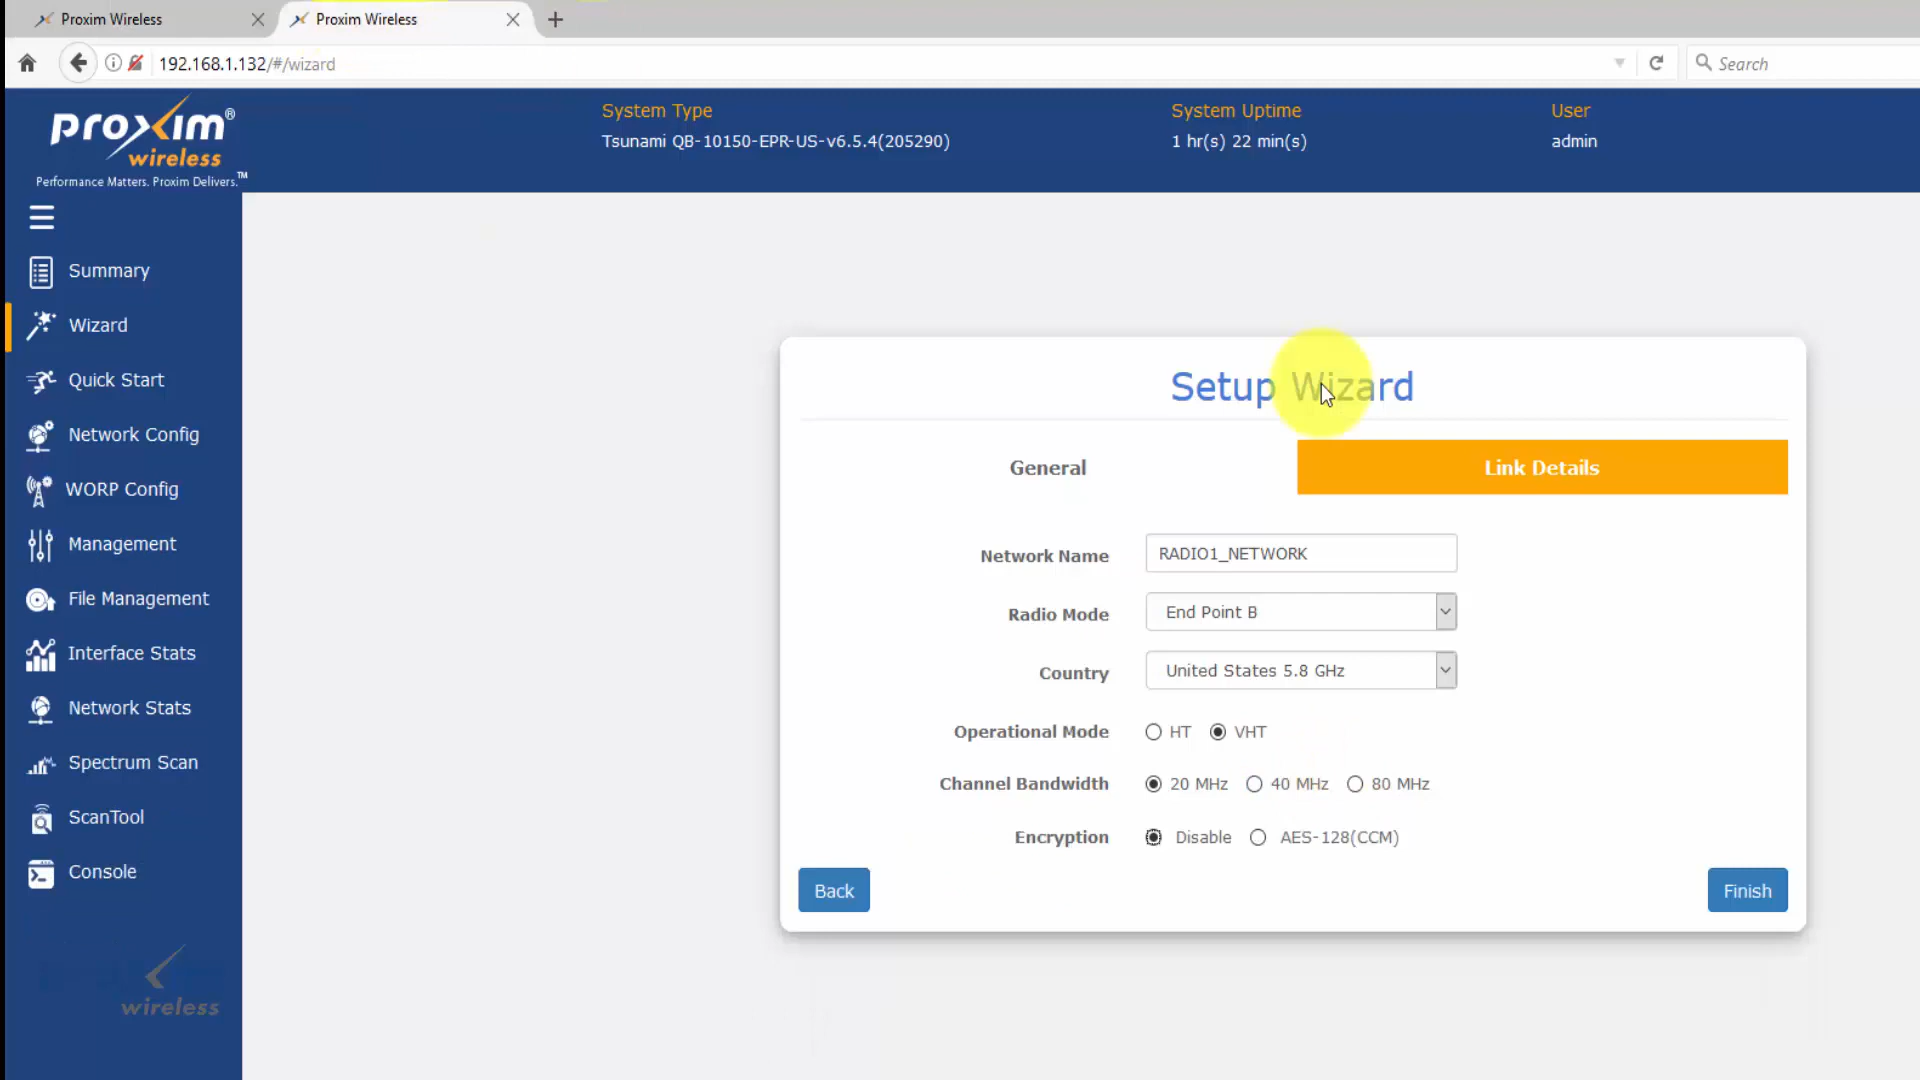 Proxim Wireless
Proxim Wireless
192.168.1.132/#/wizard
Search
proxim®
wireless
Performance Matters. Proxim Delivers.™
System Type
Tsunami QB-10150-EPR-US-v6.5.4(205290)
System Uptime
1 hr(s) 22 min(s)
User
admin
Summary
Wizard
Quick Start
Network Config
WORP Config
Management
File Management
Interface Stats
Network Stats
Spectrum Scan
ScanTool
Console
wireless
Setup Wizard
General
Link Details
Network Name
RADIO1_NETWORK
Radio Mode
End Point B
Country
United States 5.8 GHz
Operational Mode
HT
VHT
Channel Bandwidth
20 MHz
40 MHz
80 MHz
Encryption
Disable
AES-128(CCM)
Back
Finish